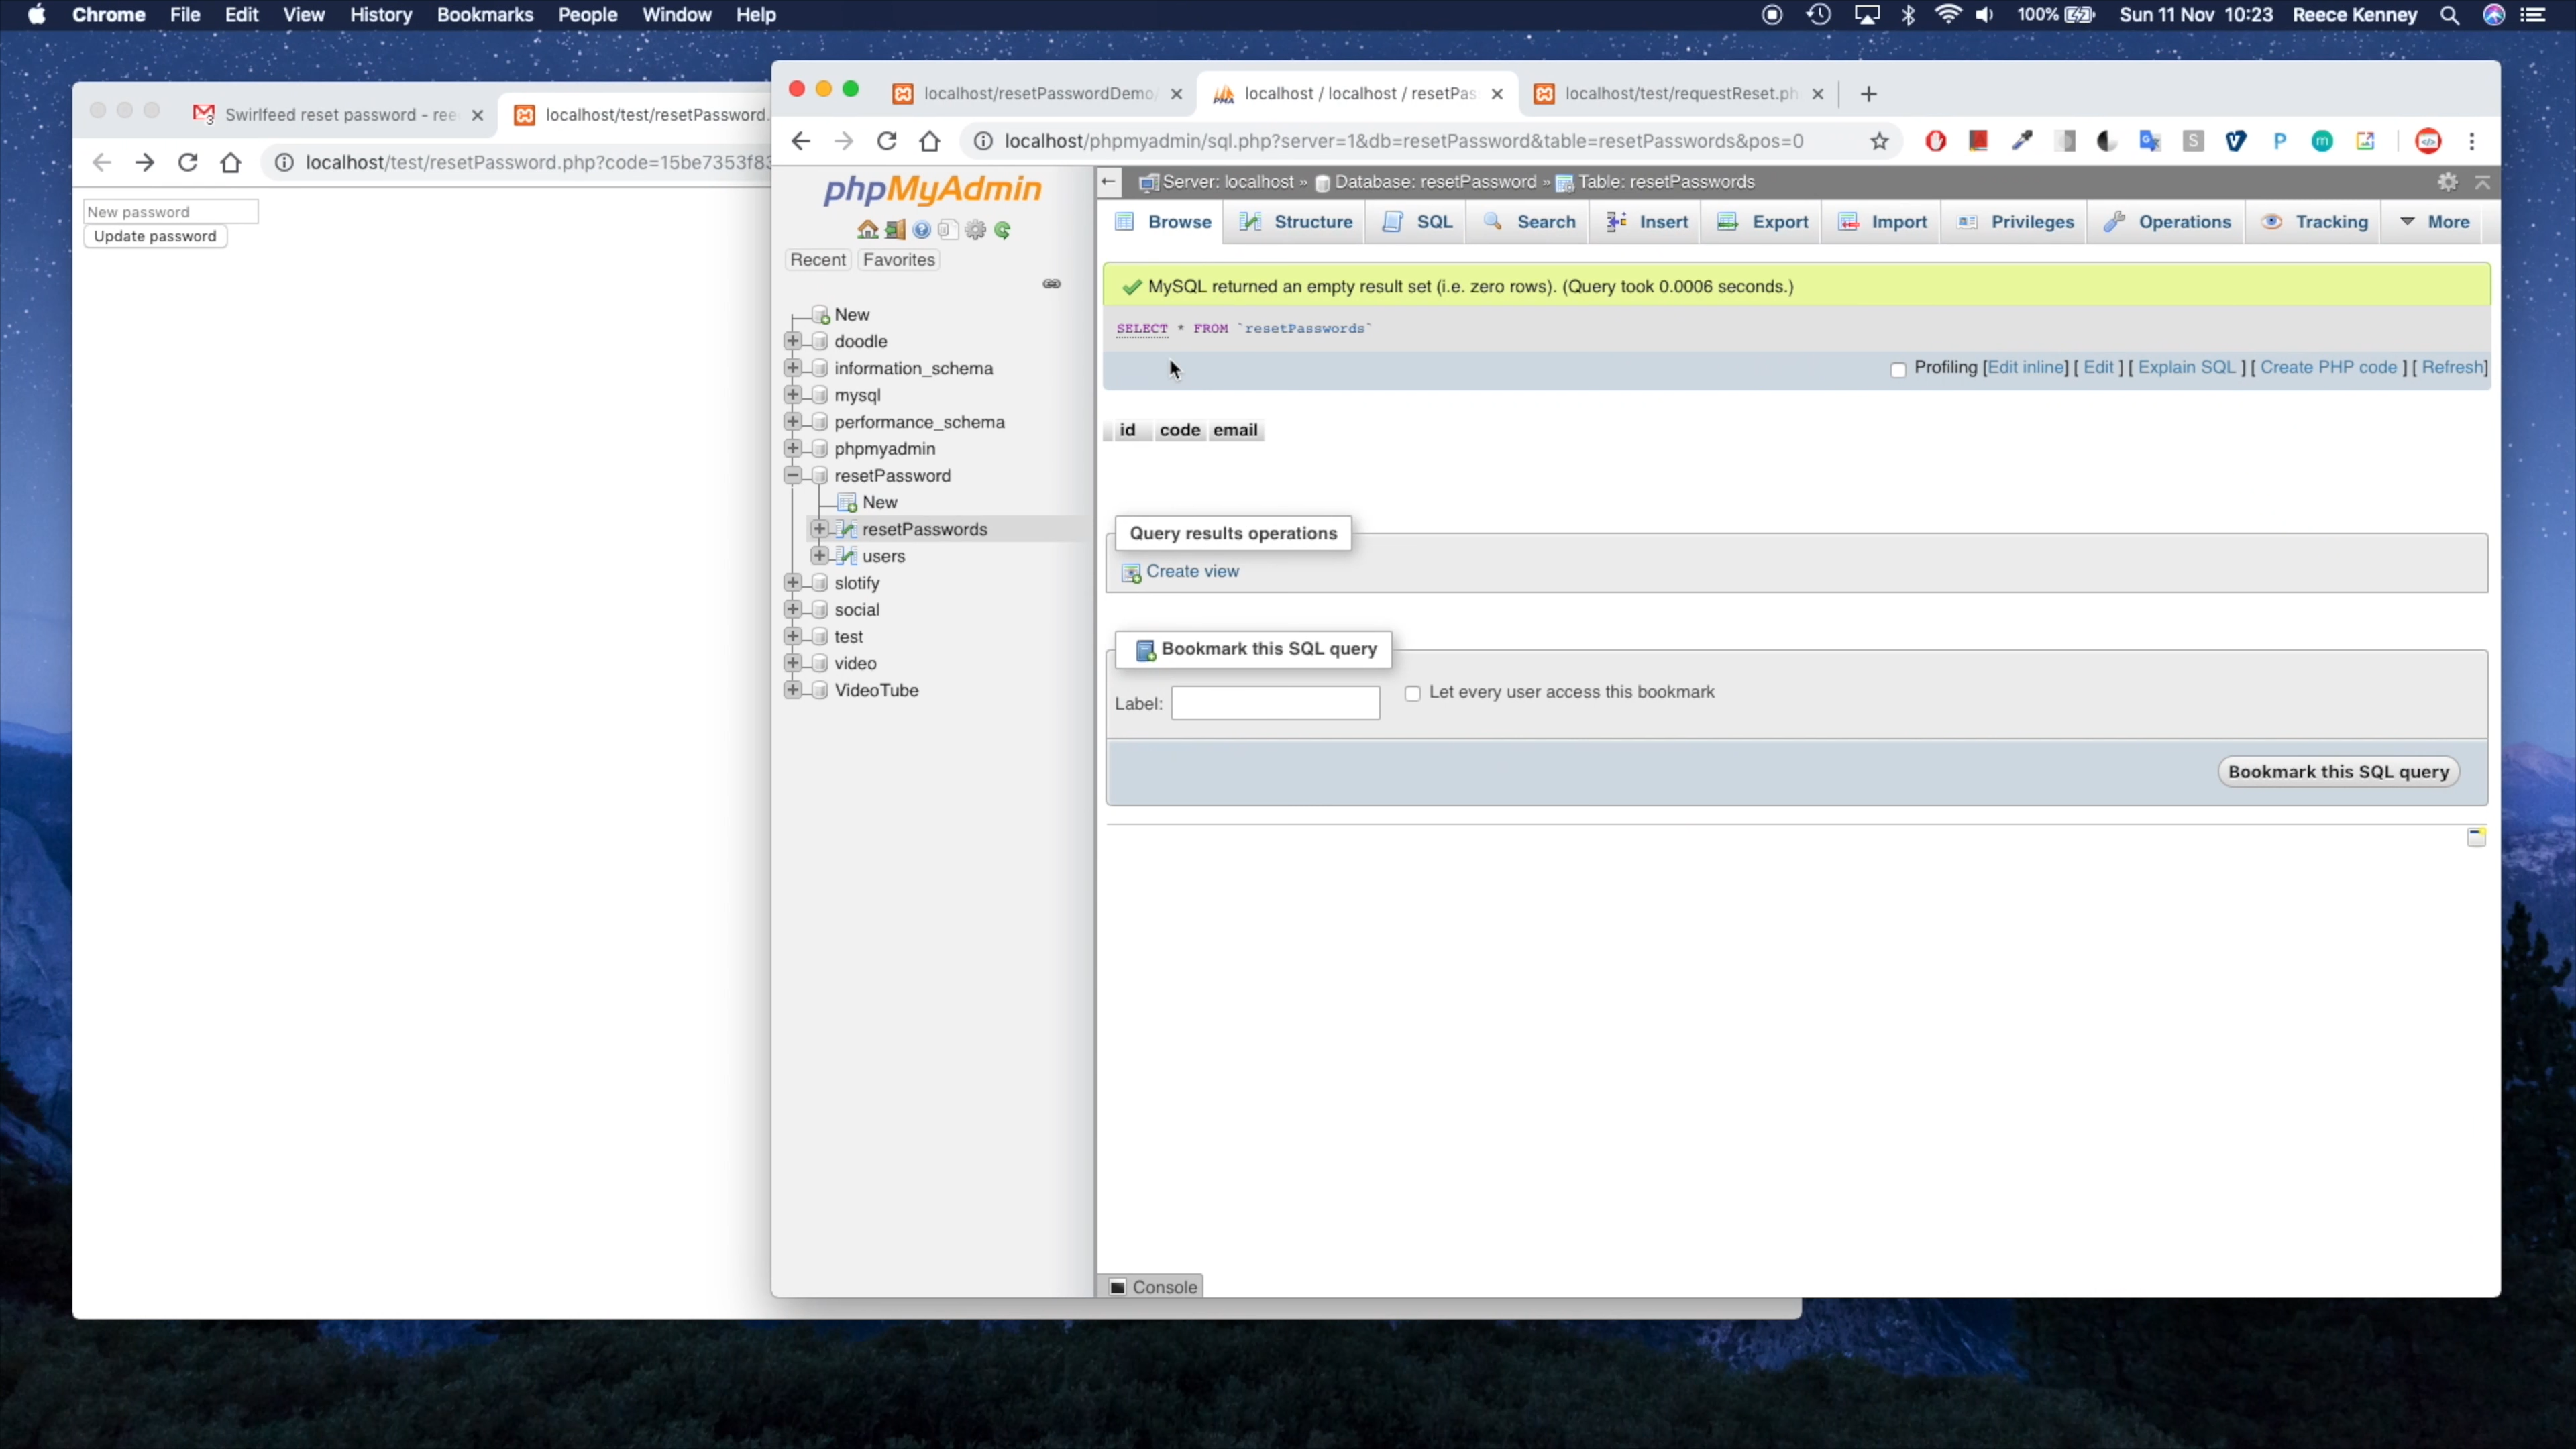 Chrome File Edit View History Bookmarks People Window Help 100% Sun 11 Nov 10:23 Reece Kenney
Swirlfeed reset password - ree
localhost/test/resetPassword.
localhost/test/resetPassword.php?code=15be7353f83
New password
Update password
localhost/resetPasswordDemo/
localhost / localhost / resetPas
localhost/test/requestReset.ph
localhost/phpmyadmin/sql.php?server=1&db=resetPassword&table=resetPasswords&pos=0
phpMyAdmin
Recent Favorites
New
doodle
information_schema
mysql
performance_schema
phpmyadmin
resetPassword
New
resetPasswords
users
slotify
social
test
video
VideoTube
Server: localhost » Database: resetPassword » Table: resetPasswords
Browse Structure SQL Search Insert Export Import Privileges Operations Tracking More
MySQL returned an empty result set (i.e. zero rows). (Query took 0.0006 seconds.)
SELECT * FROM `resetPasswords`
Profiling [Edit inline] [ Edit ] [ Explain SQL ] [ Create PHP code ] [ Refresh]
id code email
Query results operations
Create view
Bookmark this SQL query
Label: Let every user access this bookmark
Bookmark this SQL query
Console